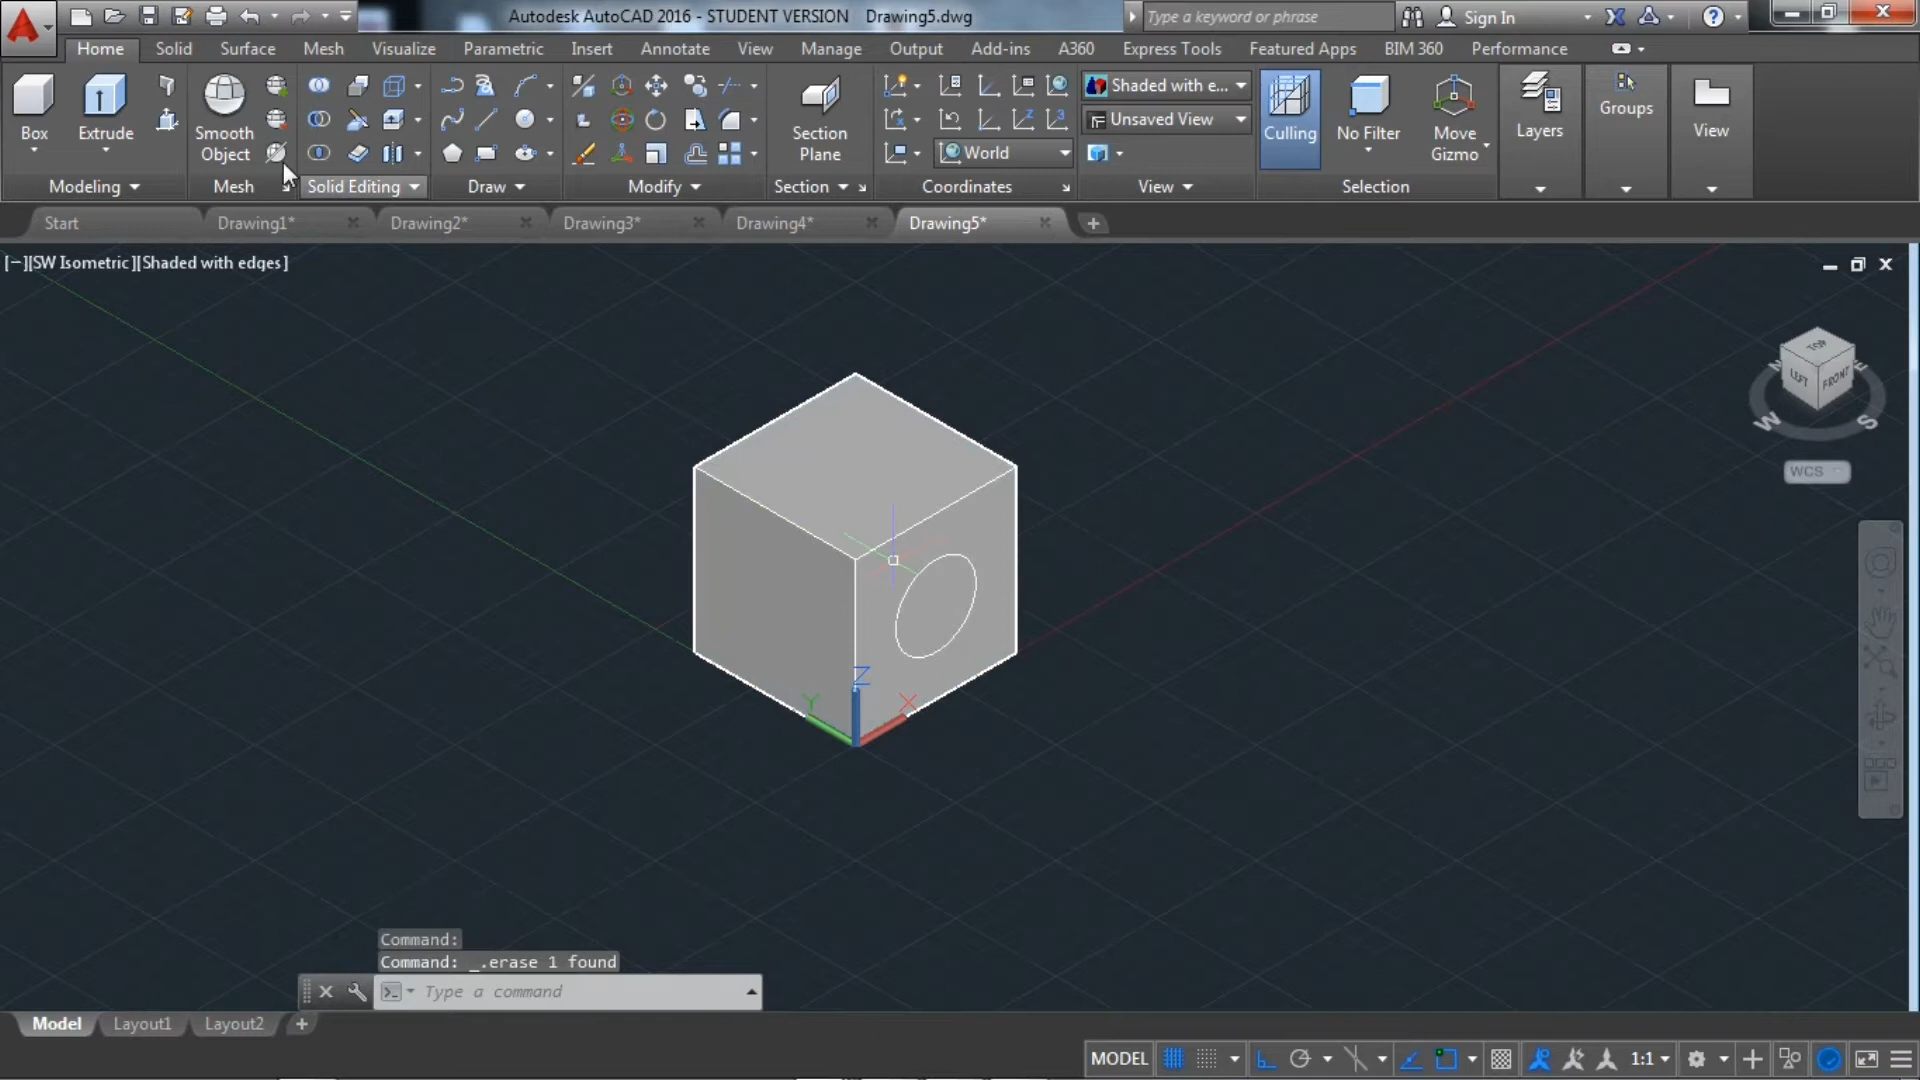 Autodesk AutoCAD 2016 - STUDENT VERSION Drawing5.dwg
Type a keyword or phrase
Sign In
Home Solid Surface Mesh Visualize Parametric Insert Annotate View Manage Output Add-ins A360 Express Tools Featured Apps BIM 360 Performance
Box
Extrude
Smooth
Object
Section
Plane
World
Shaded with e...
Unsaved View
Culling
No Filter
Move
Gizmo
Layers
Groups
View
Modeling Mesh Solid Editing Draw Modify Section Coordinates View Selection
Start Drawing1* Drawing2* Drawing3* Drawing4* Drawing5*
[−][SW Isometric][Shaded with edges]
TOP
LEFT FRONT
N E
W S
WCS
Z
Y X
Command:
Command: _.erase 1 found
Type a command
Model Layout1 Layout2
MODEL 1:1